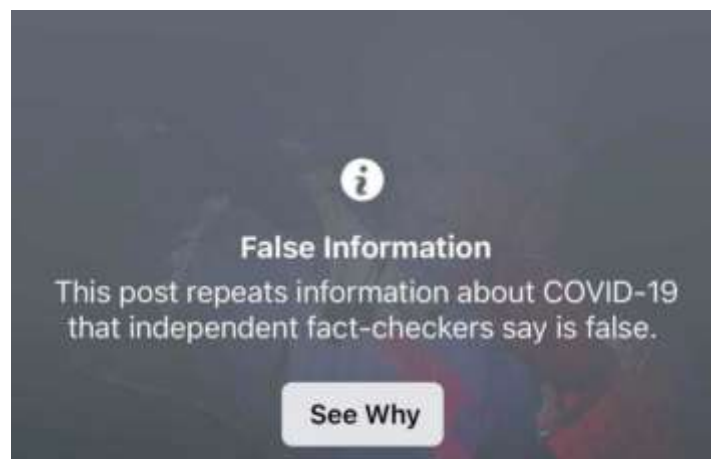 False Information
This post repeats information about COVID-19
that independent fact-checkers say is false.
See Why